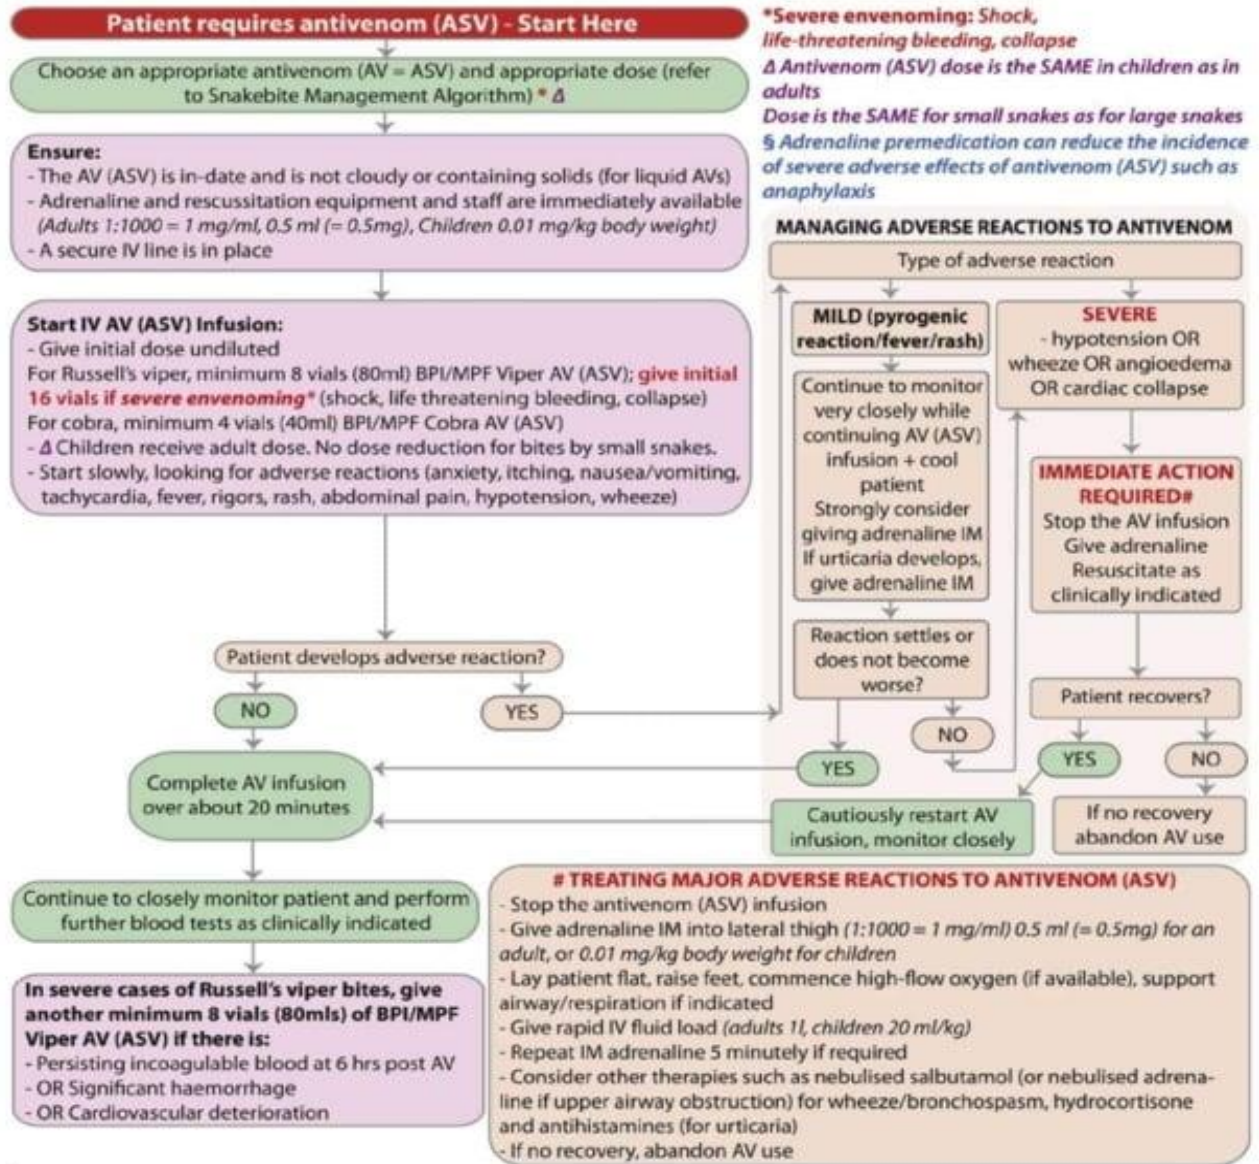 Patient requires antivenom (ASV) - Start Here
Choose an appropriate antivenom (AV = ASV) and appropriate dose (refer
to Snakebite Management Algorithm) * Δ
Ensure:
- The AV (ASV) is in-date and is not cloudy or containing solids (for liquid AVs)
- Adrenaline and rescussitation equipment and staff are immediately available
(Adults 1:1000 = 1 mg/ml, 0.5 ml (= 0.5mg), Children 0.01 mg/kg body weight)
- A secure IV line is in place
Start IV AV (ASV) Infusion:
- Give initial dose undiluted
For Russell's viper, minimum 8 vials (80ml) BPI/MPF Viper AV (ASV); give initial
16 vials if severe envenoming* (shock, life threatening bleeding, collapse)
For cobra, minimum 4 vials (40ml) BPI/MPF Cobra AV (ASV)
- Δ Children receive adult dose. No dose reduction for bites by small snakes.
- Start slowly, looking for adverse reactions (anxiety, itching, nausea/vomiting,
tachycardia, fever, rigors, rash, abdominal pain, hypotension, wheeze)
Patient develops adverse reaction?
NO
YES
Complete AV infusion
over about 20 minutes
Continue to closely monitor patient and perform
further blood tests as clinically indicated
In severe cases of Russell's viper bites, give
another minimum 8 vials (80mls) of BPI/MPF
Viper AV (ASV) if there is:
- Persisting incoagulable blood at 6 hrs post AV
- OR Significant haemorrhage
- OR Cardiovascular deterioration
*Severe envenoming: Shock,
life-threatening bleeding, collapse
Δ Antivenom (ASV) dose is the SAME in children as in
adults
Dose is the SAME for small snakes as for large snakes
§ Adrenaline premedication can reduce the incidence
of severe adverse effects of antivenom (ASV) such as
anaphylaxis
MANAGING ADVERSE REACTIONS TO ANTIVENOM
Type of adverse reaction
MILD (pyrogenic
reaction/fever/rash)
Continue to monitor
very closely while
continuing AV (ASV)
infusion + cool
patient
Strongly consider
giving adrenaline IM
If urticaria develops,
give adrenaline IM
Reaction settles or
does not become
worse?
YES
NO
SEVERE
- hypotension OR
wheeze OR angioedema
OR cardiac collapse
IMMEDIATE ACTION
REQUIRED#
Stop the AV infusion
Give adrenaline
Resuscitate as
clinically indicated
Patient recovers?
YES
NO
Cautiously restart AV
infusion, monitor closely
If no recovery
abandon AV use
# TREATING MAJOR ADVERSE REACTIONS TO ANTIVENOM (ASV)
- Stop the antivenom (ASV) infusion
- Give adrenaline IM into lateral thigh (1:1000 = 1 mg/ml) 0.5 ml (= 0.5mg) for an
adult, or 0.01 mg/kg body weight for children
- Lay patient flat, raise feet, commence high-flow oxygen (if available), support
airway/respiration if indicated
- Give rapid IV fluid load (adults 1l, children 20 ml/kg)
- Repeat IM adrenaline 5 minutely if required
- Consider other therapies such as nebulised salbutamol (or nebulised adrena-
line if upper airway obstruction) for wheeze/bronchospasm, hydrocortisone
and antihistamines (for urticaria)
- If no recovery, abandon AV use